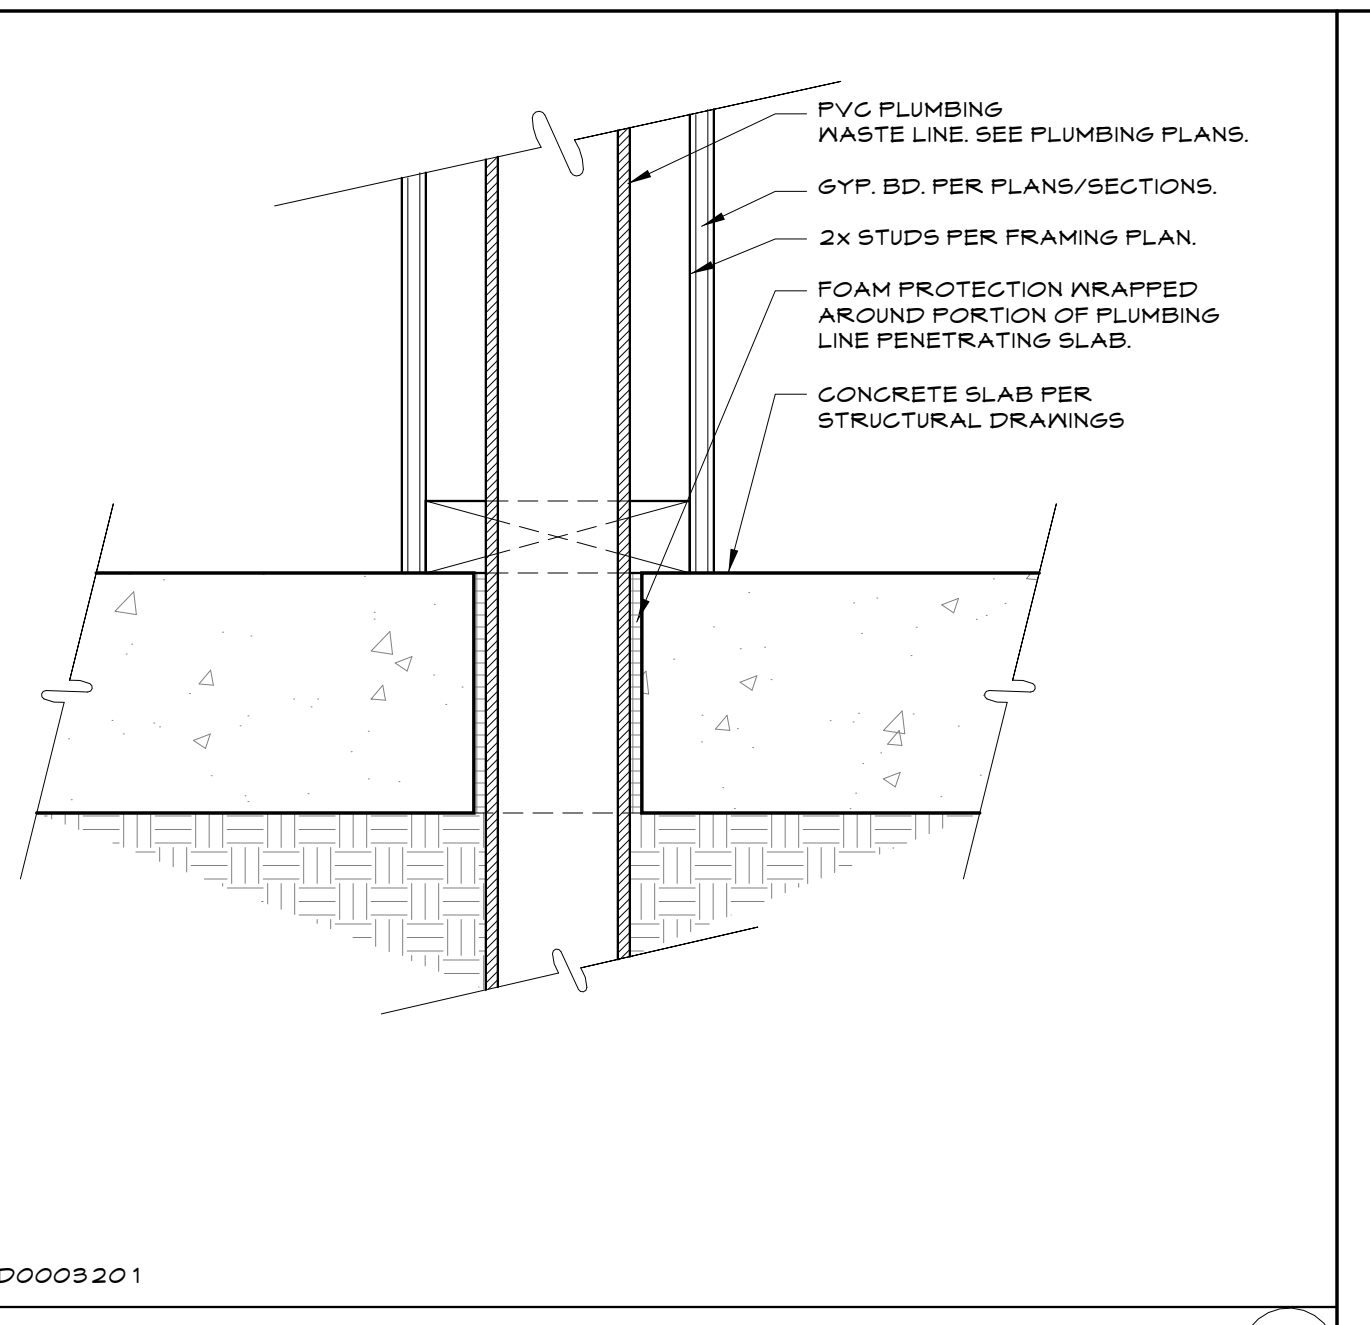 PVC PLUMBING
WASTE LINE. SEE PLUMBING PLANS.
GYP. BD. PER PLANS/SECTIONS.
2x STUDS PER FRAMING PLAN.
FOAM PROTECTION WRAPPED
AROUND PORTION OF PLUMBING
LINE PENETRATING SLAB.
CONCRETE SLAB PER
STRUCTURAL DRAWINGS
D0003201